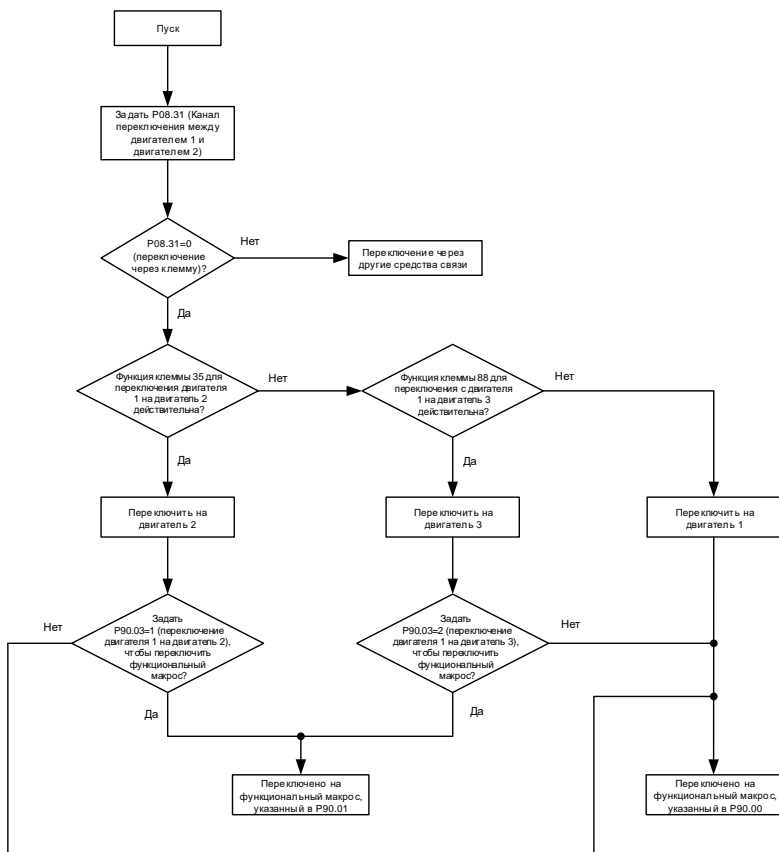 Пуск
Задать P08.31 (Канал
переключения между
двигателем 1 и
двигателем 2)
P08.31=0
(переключение
через клемму)?
Нет
Переключение через
другие средства связи
Да
Функция клеммы 35 для
переключения двигателя
1 на двигатель 2
действительна?
Нет
Функция клеммы 88 для
переключения с двигателя
1 на двигатель 3
действительна?
Нет
Да
Да
Переключить на
двигатель 2
Переключить на
двигатель 3
Переключить на
двигатель 1
Нет
Задать
P90.03=1 (переключение
двигателя 1 на двигатель 2),
чтобы переключить
функциональный
макрос?
Задать
P90.03=2 (переключение
двигателя 1 на двигатель 3),
чтобы переключить
функциональный
макрос?
Нет
Да
Да
Переключено на
функциональный макрос,
указанный в P90.01
Переключено на
функциональный макрос,
указанный в P90.00